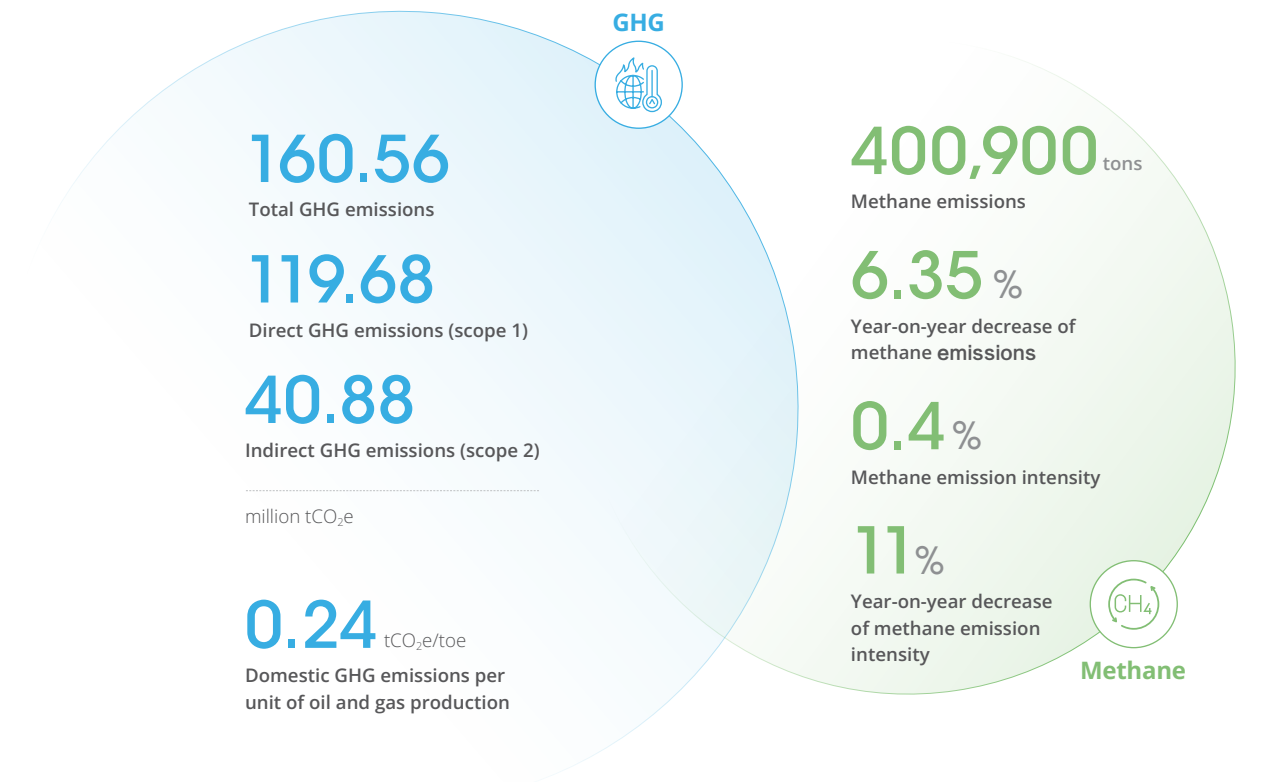 GHG
160.56
Total GHG emissions
119.68
Direct GHG emissions (scope 1)
40.88
Indirect GHG emissions (scope 2)
million tCO₂e
0.24 tCO₂e/toe
Domestic GHG emissions per
unit of oil and gas production
400,900 tons
Methane emissions
6.35 %
Year-on-year decrease of
methane emissions
0.4 %
Methane emission intensity
11 %
Year-on-year decrease
of methane emission
intensity
CH₄
Methane